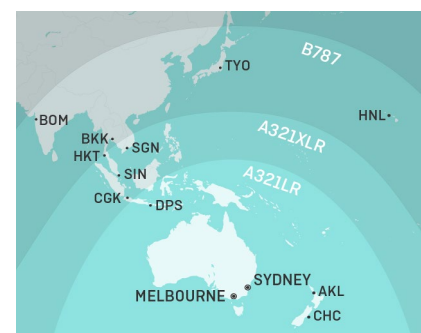 B787
TYO
BOM
HNL
A321XLR
BKK
SGN
HKT
SIN
A321LR
CGK
DPS
SYDNEY
MELBOURNE
AKL
CHC